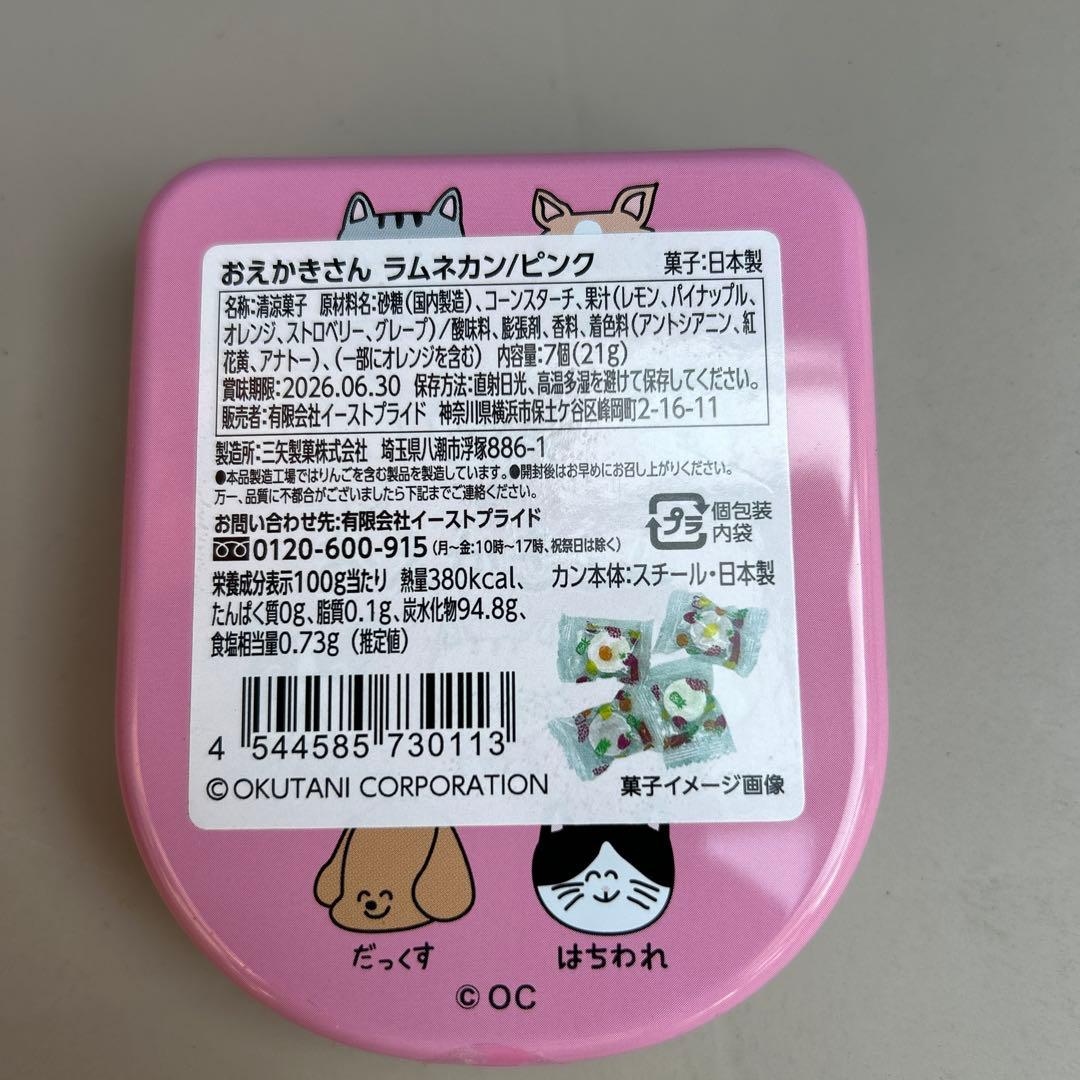 おえかきさん ラムネカン/ピンク 菓子:日本製
名称:清涼菓子 原材料名:砂糖(国内製造)、コーンスターチ、果汁(レモン、パイナップル、
オレンジ、ストロベリー、グレープ)/酸味料、膨張剤、香料、着色料(アントシアニン、紅
花黄、アナトー)、(一部にオレンジを含む) 内容量:7個(21g)
賞味期限:2026.06.30 保存方法:直射日光、高温多湿を避けて保存してください。
販売者:有限会社イーストプライド 神奈川県横浜市保土ケ谷区峰岡町2-16-11
製造所:三矢製菓株式会社 埼玉県八潮市浮塚886-1
●本品製造工場ではりんごを含む製品を製造しています。●開封後はお早めにお召し上がりください。
万一、品質に不都合がございましたら下記までご連絡ください。
お問い合わせ先:有限会社イーストプライド
0120-600-915(月〜金:10時〜17時、祝祭日は除く)
プラ 個包装
内袋
栄養成分表示100g当たり 熱量380kcal、
たんぱく質0g、脂質0.1g、炭水化物94.8g、
食塩相当量0.73g(推定値)
カン本体:スチール・日本製
4 544585 730113
©OKUTANI CORPORATION
菓子イメージ画像
だっくす はちわれ
©OC